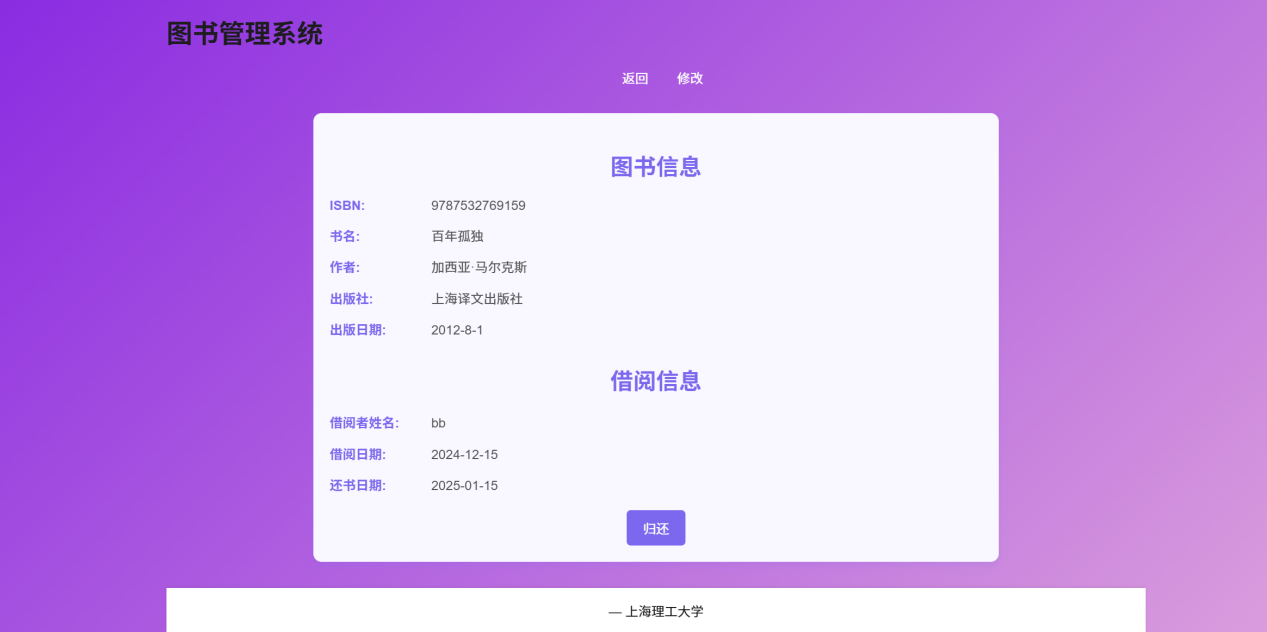 图书管理系统
返回 修改
图书信息
ISBN: 9787532769159
书名: 百年孤独
作者: 加西亚·马尔克斯
出版社: 上海译文出版社
出版日期: 2012-8-1
借阅信息
借阅者姓名: bb
借阅日期: 2024-12-15
还书日期: 2025-01-15
归还
— 上海理工大学